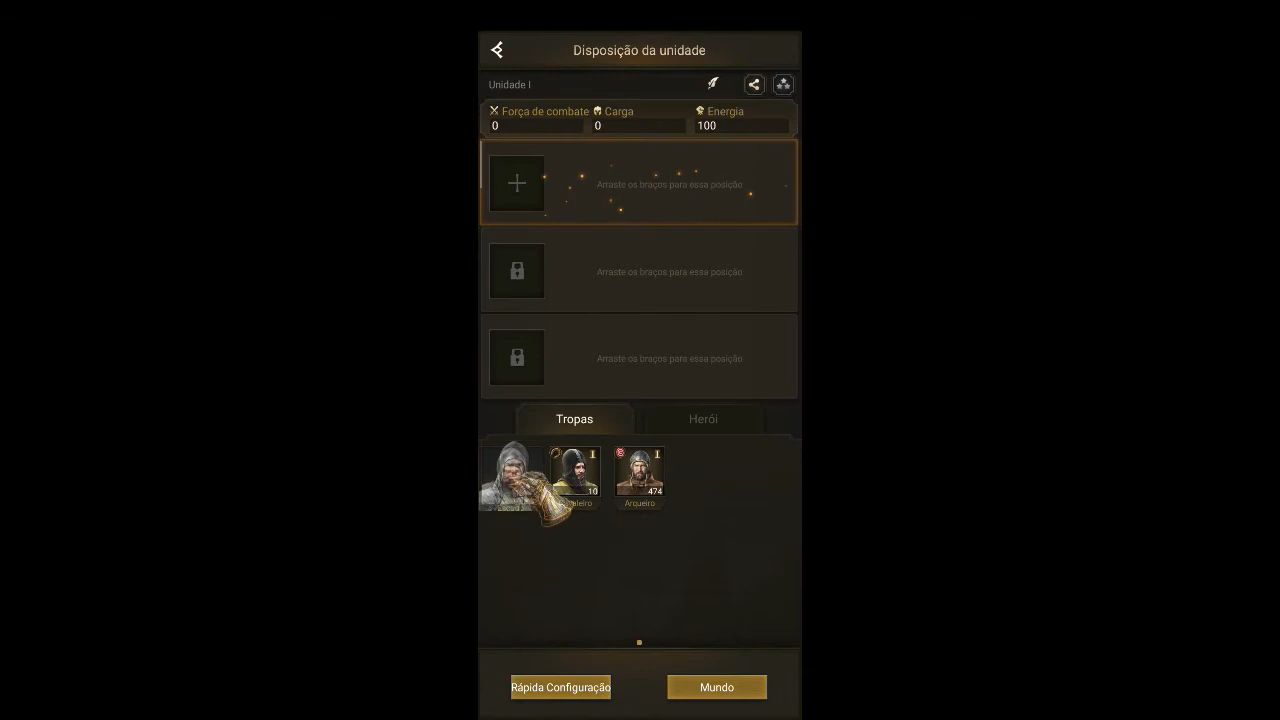 Disposição da unidade
Unidade I
Força de combate Carga Energia
0 0 100
Arraste os braços para essa posição
Arraste os braços para essa posição
Arraste os braços para essa posição
Tropas Herói
I I
10 474
aleiro Arqueiro
Rápida Configuração Mundo